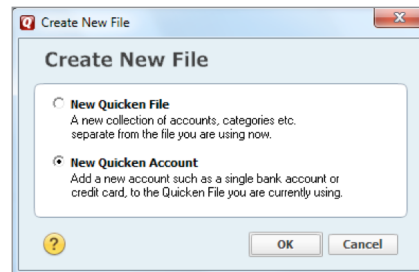 Create New File
Create New File
New Quicken File
A new collection of accounts, categories etc.
separate from the file you are using now.
New Quicken Account
Add a new account such as a single bank account or
credit card, to the Quicken File you are currently using.
? OK Cancel